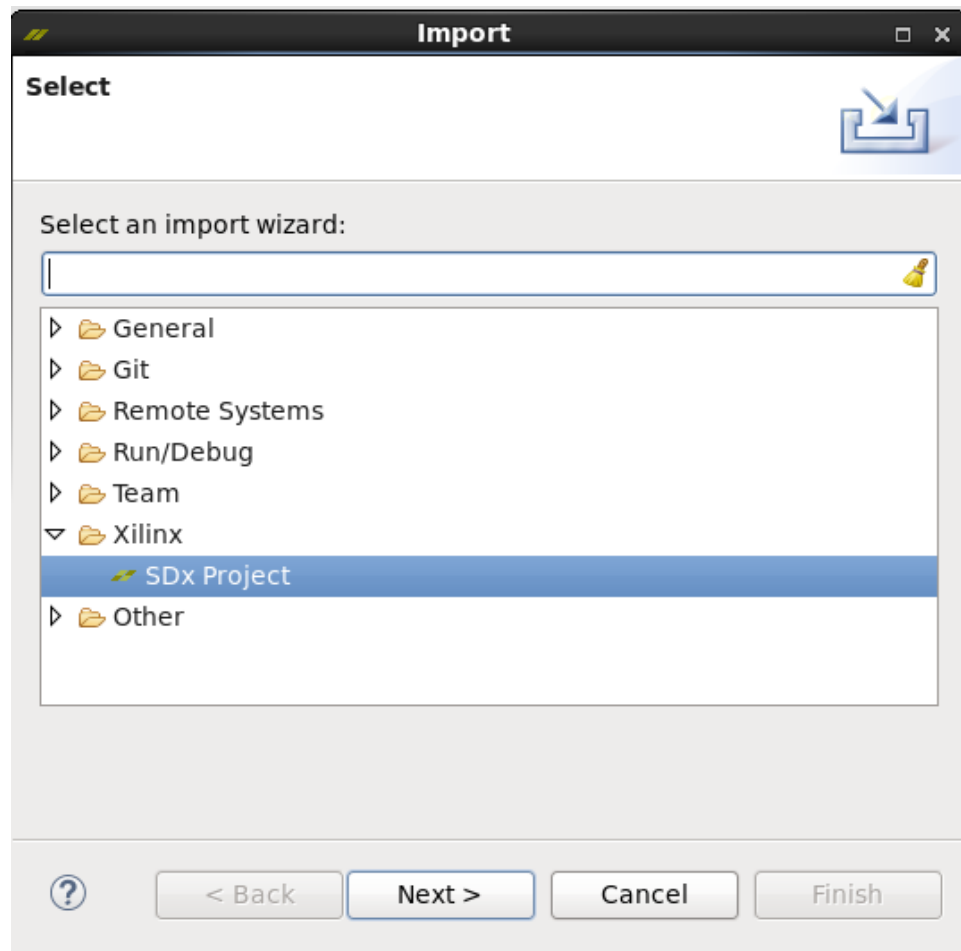 Import
Select
Select an import wizard:
General
Git
Remote Systems
Run/Debug
Team
Xilinx
SDx Project
Other
? < Back Next > Cancel Finish